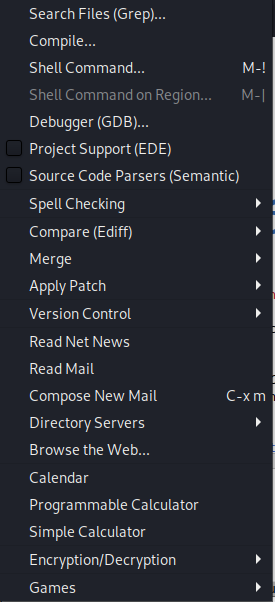 Search Files (Grep)...
Compile...
Shell Command... M-!
Shell Command on Region... M-|
Debugger (GDB)...
Project Support (EDE)
Source Code Parsers (Semantic)
Spell Checking
Compare (Ediff)
Merge
Apply Patch
Version Control
Read Net News
Read Mail
Compose New Mail C-x m
Directory Servers
Browse the Web...
Calendar
Programmable Calculator
Simple Calculator
Encryption/Decryption
Games